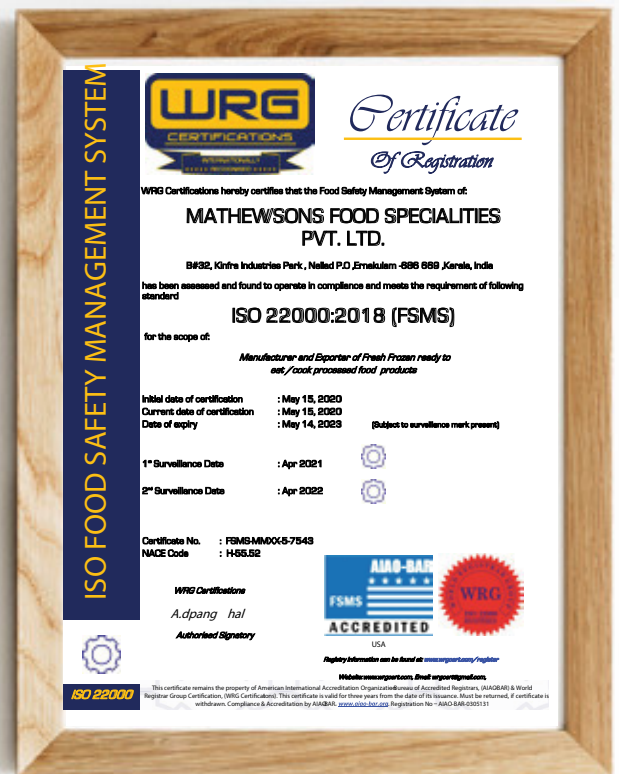 ISO FOOD SAFETY MANAGEMENT SYSTEM
WRG
CERTIFICATIONS
INTERNATIONALLY
RECOGNISED
Certificate
Of Registration
WRG Certifications hereby certifies that the Food Safety Management System of:
MATHEWSONS FOOD SPECIALITIES
PVT. LTD.
B#32, Kinfra Industries Park , Nellad P.O ,Ernakulam -686 669 ,Kerala, India
has been assessed and found to operate in compliance and meets the requirement of following
standard
ISO 22000:2018 (FSMS)
for the scope of:
Manufacturer and Exporter of Fresh Frozen ready to
eat /cook processed food products
Initial date of certification : May 15, 2020
Current date of certification : May 15, 2020
Date of expiry : May 14, 2023 (Subject to surveillance mark present)
1st Surveillance Date : Apr 2021
2nd Surveillance Date : Apr 2022
Certificate No. : FSMS-MMXX-5-7543
NACE Code : H-55.52
WRG Certifications
A.dpang hal
Authorised Signatory
AIAO-BAR
FSMS
ACCREDITED
USA
WRG
Registry Information can be found at: www.wrgcert.com/register
Website: www.wrgcert.com, Email: wrgcert@gmail.com,
ISO 22000
This certificate remains the property of American International Accreditation Organization Bureau of Accredited Registrars, (AIAOBAR) & World
Registrar Group Certification, (WRG Certifications). This certificate is valid for three years from the date of its issuance. Must be returned, if certificate is
withdrawn. Compliance & Accreditation by AIAOBAR. www.aiao-bar.org. Registration No – AIAO-BAR-0305131